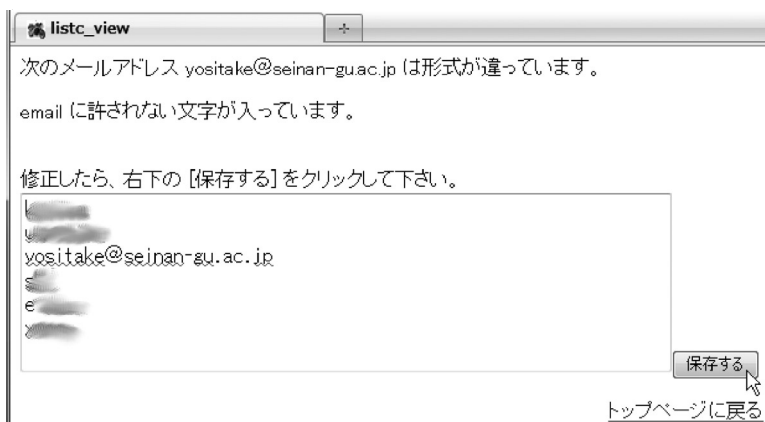 listc_view
次のメールアドレス yositake@seinan-gu.ac.jp は形式が違っています。
email に許されない文字が入っています。
修正したら、右下の [保存する] をクリックして下さい。
yositake@seinan-gu.ac.jp
保存する
トップページに戻る